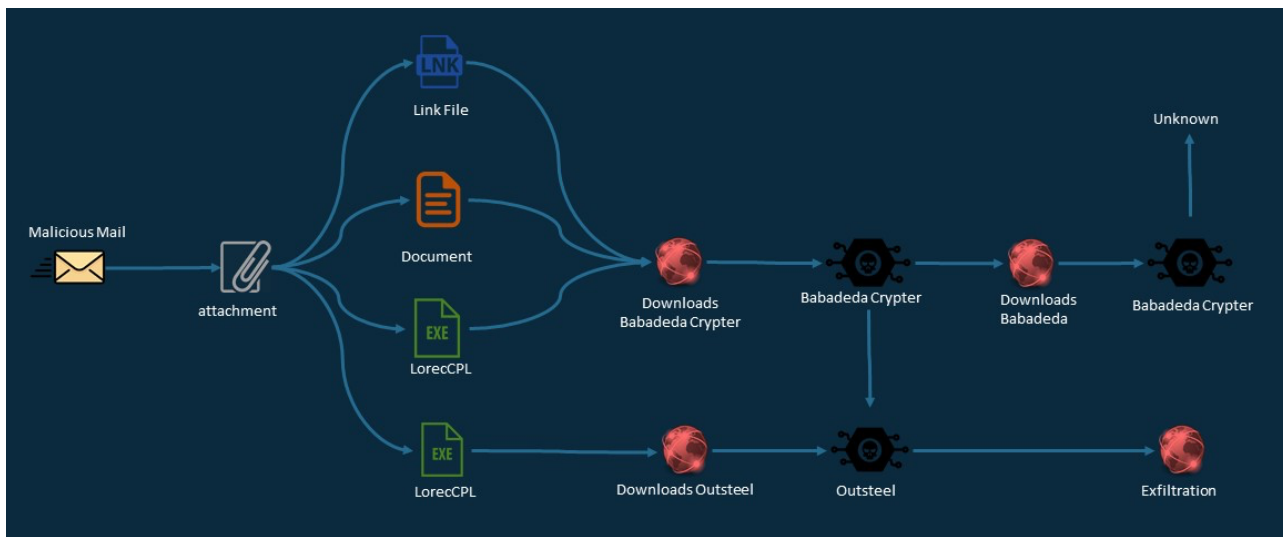 LNK
Link File
Unknown
Malicious Mail
attachment
Document
EXE
LorecCPL
Downloads
Babadeda Crypter
Babadeda Crypter
Downloads
Babadeda
Babadeda Crypter
EXE
LorecCPL
Downloads Outsteel
Outsteel
Exfiltration